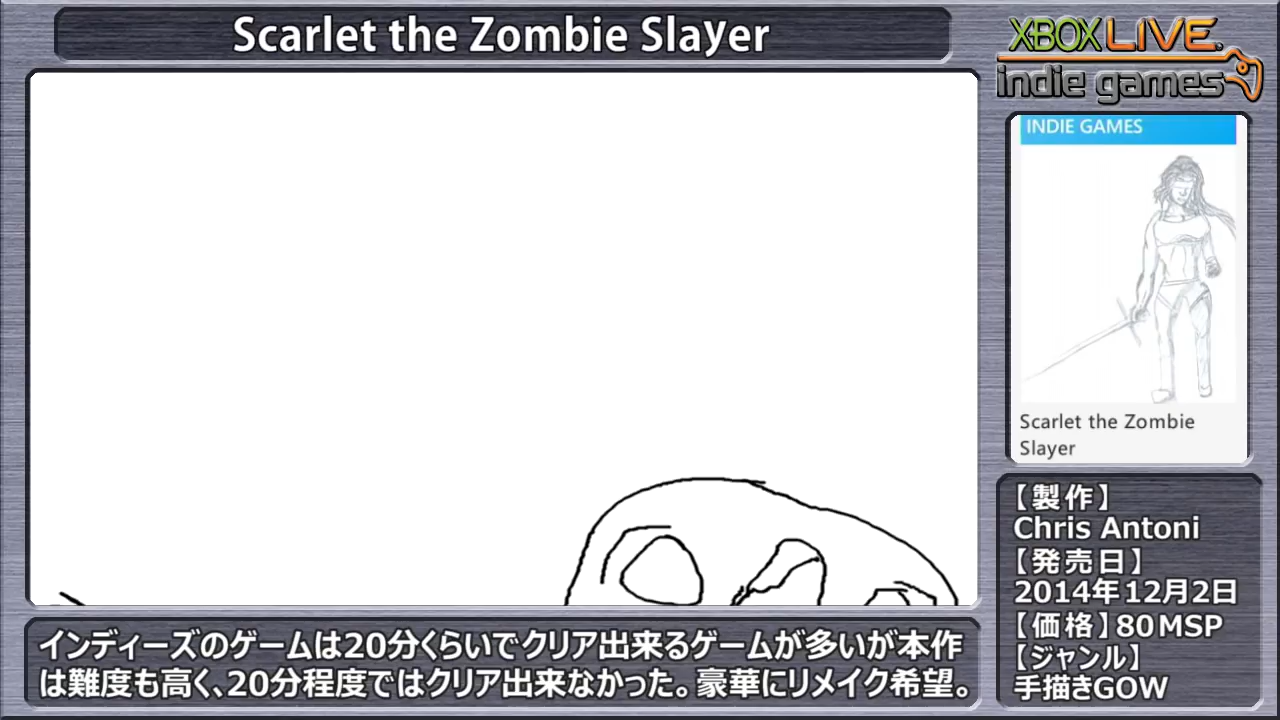 Scarlet the Zombie Slayer
XBOX LIVE
indie games
INDIE GAMES
Scarlet the Zombie
Slayer
【製作】
Chris Antoni
【発売日】
2014年12月2日
【価格】80MSP
【ジャンル】
手描きGOW
インディーズのゲームは20分くらいでクリア出来るゲームが多いが本作
は難度も高く、20分程度ではクリア出来なかった。豪華にリメイク希望。